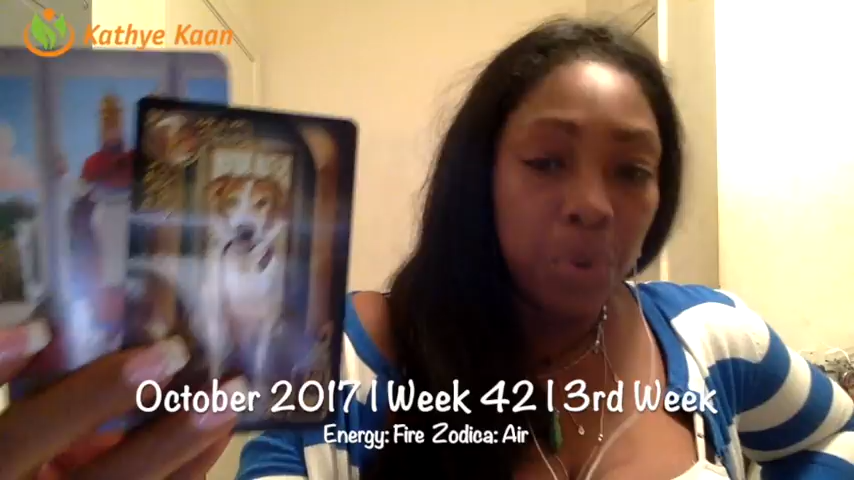 Kathye Kaan
October 2017 | Week 42 | 3rd Week
Energy: Fire Zodica: Air